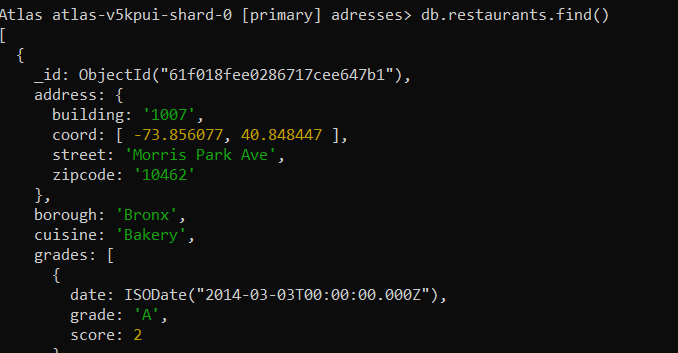 Atlas atlas-v5kpui-shard-0 [primary] adresses> db.restaurants.find()
[
  {
    _id: ObjectId("61f018fee0286717cee647b1"),
    address: {
      building: '1007',
      coord: [ -73.856077, 40.848447 ],
      street: 'Morris Park Ave',
      zipcode: '10462'
    },
    borough: 'Bronx',
    cuisine: 'Bakery',
    grades: [
      {
        date: ISODate("2014-03-03T00:00:00.000Z"),
        grade: 'A',
        score: 2
      }